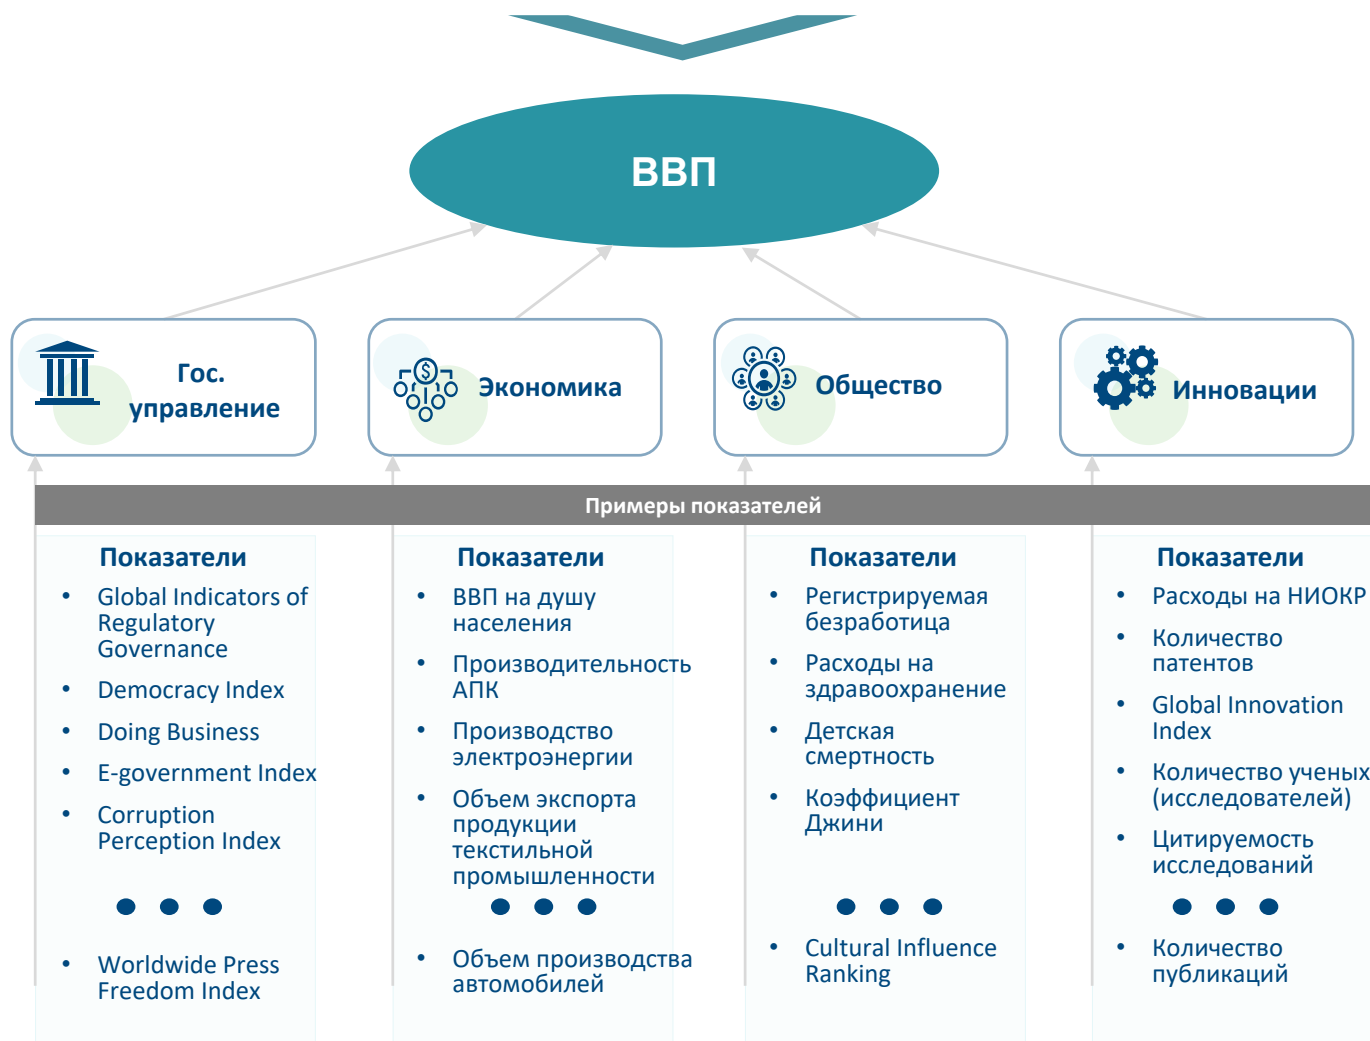 ВВП
Гос.
управление
Экономика
Общество
Инновации
Примеры показателей
Показатели
• Global Indicators of
Regulatory
Governance
• Democracy Index
• Doing Business
• E-government Index
• Corruption
Perception Index
• Worldwide Press
Freedom Index
Показатели
• ВВП на душу
населения
• Производительность
АПК
• Производство
электроэнергии
• Объем экспорта
продукции
текстильной
промышленности
• Объем производства
автомобилей
Показатели
• Регистрируемая
безработица
• Расходы на
здравоохранение
• Детская
смертность
• Коэффициент
Джини
• Cultural Influence
Ranking
Показатели
• Расходы на НИОКР
• Количество
патентов
• Global Innovation
Index
• Количество ученых
(исследователей)
• Цитируемость
исследований
• Количество
публикаций